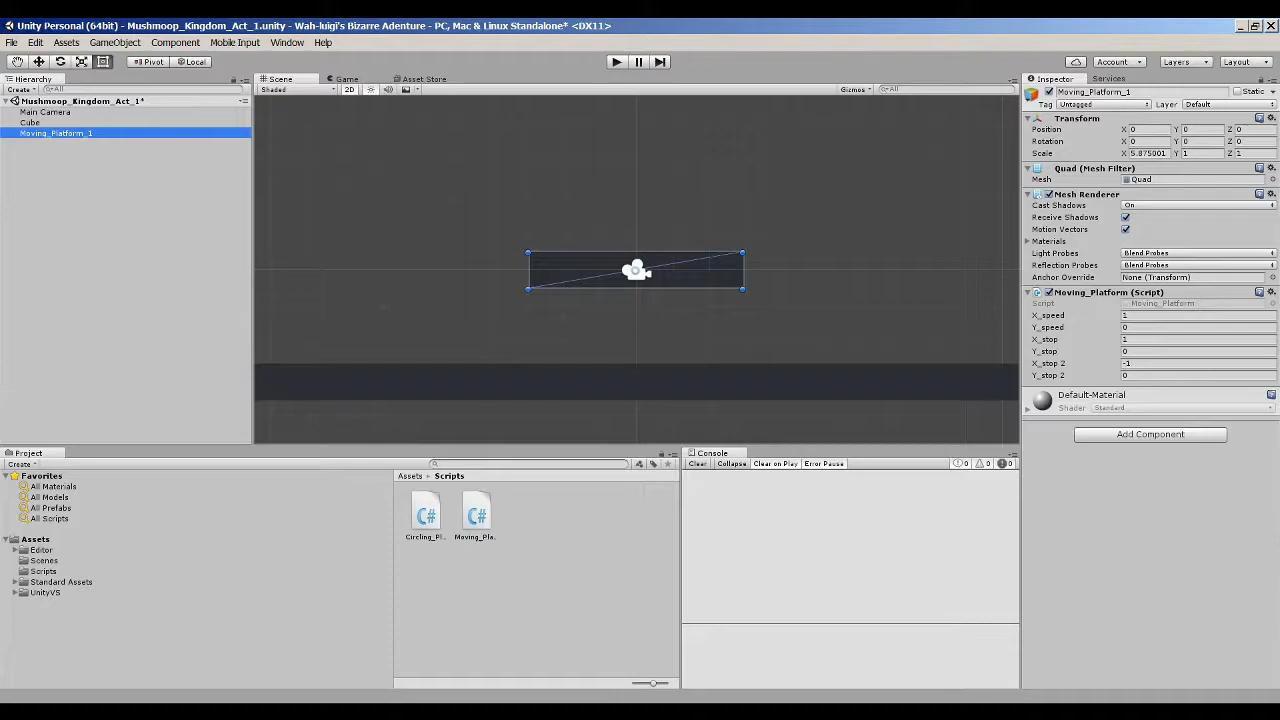 Unity Personal (64bit) - Mushmoop_Kingdom_Act_1.unity - Wah-luigi's Bizarre Adenture - PC, Mac & Linux Standalone* <DX11>
File Edit Assets GameObject Component Mobile Input Window Help
Pivot Local Account Layers Layout
Hierarchy
Create All
Mushmoop_Kingdom_Act_1*
Main Camera
Cube
Moving_Platform_1
Scene Game Asset Store
Shaded 2D Gizmos All
Inspector Services
Moving_Platform_1 Static
Tag Untagged Layer Default
Transform
Position X 0 Y 0 Z 0
Rotation X 0 Y 0 Z 0
Scale X 5.875001 Y 1 Z 1
Quad (Mesh Filter)
Mesh Quad
Mesh Renderer
Cast Shadows On
Receive Shadows
Motion Vectors
Materials
Light Probes Blend Probes
Reflection Probes Blend Probes
Anchor Override None (Transform)
Moving_Platform (Script)
Script Moving_Platform
X_speed 1
Y_speed 0
X_stop 1
Y_stop 0
X_stop 2 -1
Y_stop 2 0
Default-Material
Shader Standard
Add Component
Project
Create
Favorites
All Materials
All Models
All Prefabs
All Scripts
Assets
Editor
Scenes
Scripts
Standard Assets
UnityVS
Assets Scripts
C# C#
Circling_Pl... Moving_Pla...
Console
Clear Collapse Clear on Play Error Pause 0 0 0